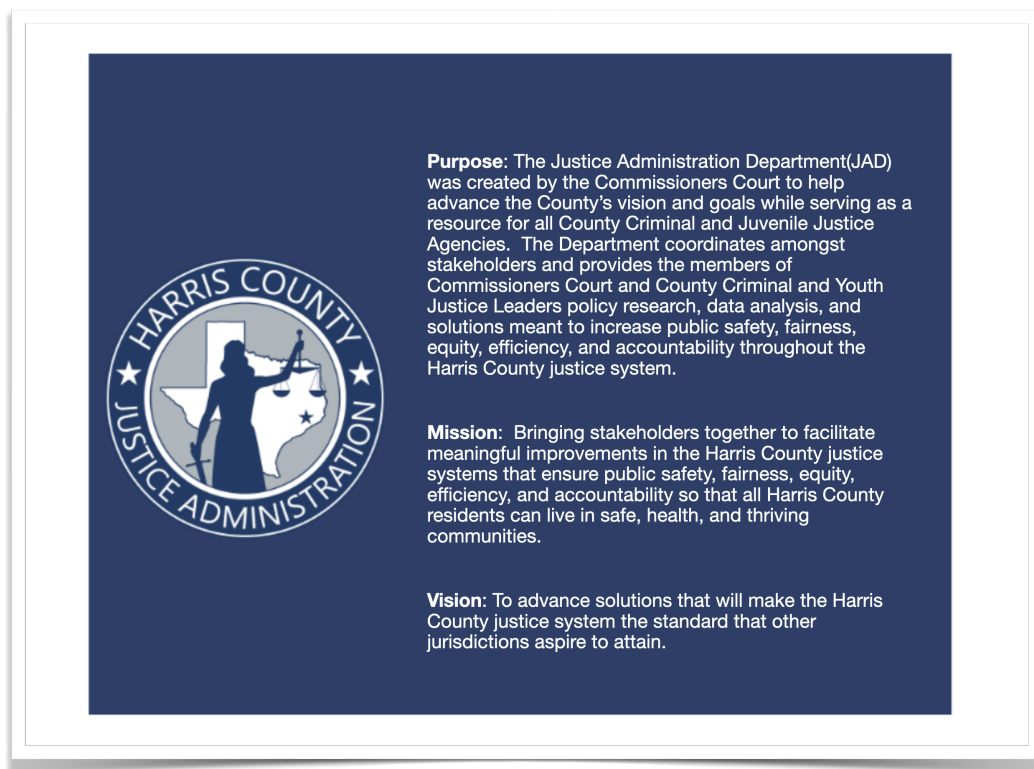 HARRIS COUNTY
JUSTICE ADMINISTRATION
Purpose: The Justice Administration Department(JAD)
was created by the Commissioners Court to help
advance the County’s vision and goals while serving as a
resource for all County Criminal and Juvenile Justice
Agencies.  The Department coordinates amongst
stakeholders and provides the members of
Commissioners Court and County Criminal and Youth
Justice Leaders policy research, data analysis, and
solutions meant to increase public safety, fairness,
equity, efficiency, and accountability throughout the
Harris County justice system.
Mission:  Bringing stakeholders together to facilitate
meaningful improvements in the Harris County justice
systems that ensure public safety, fairness, equity,
efficiency, and accountability so that all Harris County
residents can live in safe, health, and thriving
communities.
Vision: To advance solutions that will make the Harris
County justice system the standard that other
jurisdictions aspire to attain.